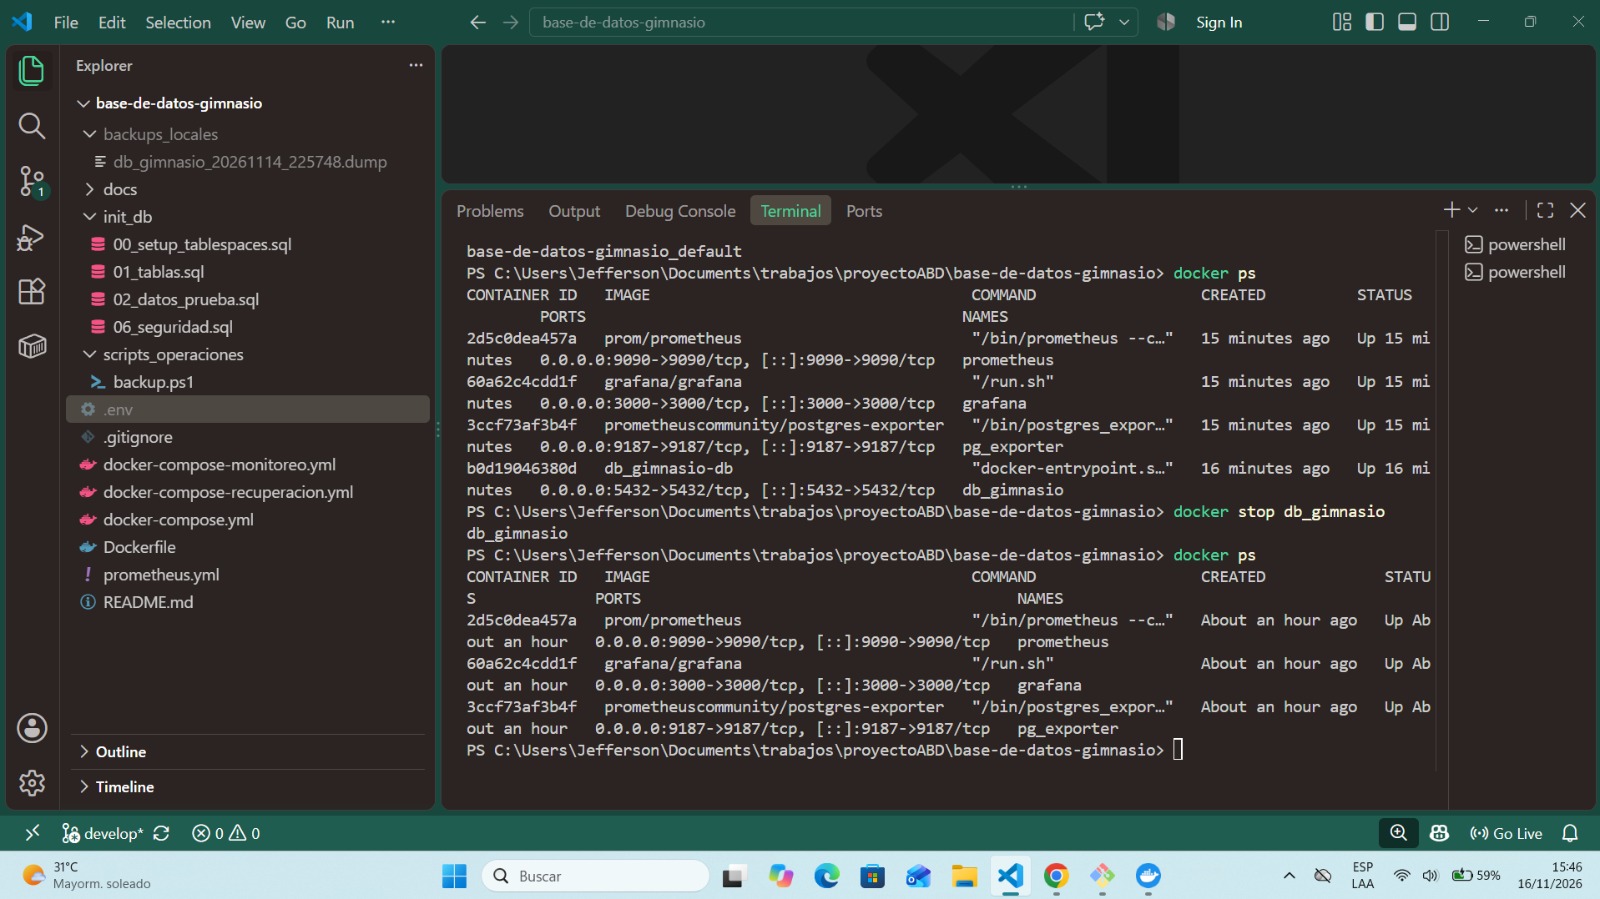 File Edit Selection View Go Run ···
base-de-datos-gimnasio
Sign In
Explorer
base-de-datos-gimnasio
backups_locales
db_gimnasio_20261114_225748.dump
docs
init_db
00_setup_tablespaces.sql
01_tablas.sql
02_datos_prueba.sql
06_seguridad.sql
scripts_operaciones
backup.ps1
.env
.gitignore
docker-compose-monitoreo.yml
docker-compose-recuperacion.yml
docker-compose.yml
Dockerfile
prometheus.yml
README.md
Outline
Timeline
1
Problems Output Debug Console Terminal Ports
powershell
powershell
base-de-datos-gimnasio_default
PS C:\Users\Jefferson\Documents\trabajos\proyectoABD\base-de-datos-gimnasio> docker ps
CONTAINER ID   IMAGE   COMMAND   CREATED   STATUS
PORTS   NAMES
2d5c0dea457a   prom/prometheus   "/bin/prometheus --c…"   15 minutes ago   Up 15 mi
nutes   0.0.0.0:9090->9090/tcp, [::]:9090->9090/tcp   prometheus
60a62c4cdd1f   grafana/grafana   "/run.sh"   15 minutes ago   Up 15 mi
nutes   0.0.0.0:3000->3000/tcp, [::]:3000->3000/tcp   grafana
3ccf73af3b4f   prometheuscommunity/postgres-exporter   "/bin/postgres_expor…"   15 minutes ago   Up 15 mi
nutes   0.0.0.0:9187->9187/tcp, [::]:9187->9187/tcp   pg_exporter
b0d19046380d   db_gimnasio-db   "docker-entrypoint.s…"   16 minutes ago   Up 16 mi
nutes   0.0.0.0:5432->5432/tcp, [::]:5432->5432/tcp   db_gimnasio
PS C:\Users\Jefferson\Documents\trabajos\proyectoABD\base-de-datos-gimnasio> docker stop db_gimnasio
db_gimnasio
PS C:\Users\Jefferson\Documents\trabajos\proyectoABD\base-de-datos-gimnasio> docker ps
CONTAINER ID   IMAGE   COMMAND   CREATED   STATU
S   PORTS   NAMES
2d5c0dea457a   prom/prometheus   "/bin/prometheus --c…"   About an hour ago   Up Ab
out an hour   0.0.0.0:9090->9090/tcp, [::]:9090->9090/tcp   prometheus
60a62c4cdd1f   grafana/grafana   "/run.sh"   About an hour ago   Up Ab
out an hour   0.0.0.0:3000->3000/tcp, [::]:3000->3000/tcp   grafana
3ccf73af3b4f   prometheuscommunity/postgres-exporter   "/bin/postgres_expor…"   About an hour ago   Up Ab
out an hour   0.0.0.0:9187->9187/tcp, [::]:9187->9187/tcp   pg_exporter
PS C:\Users\Jefferson\Documents\trabajos\proyectoABD\base-de-datos-gimnasio>
develop* 0 0
Go Live
31°C
Mayorm. soleado
Buscar
ESP
LAA
59%
15:46
16/11/2026